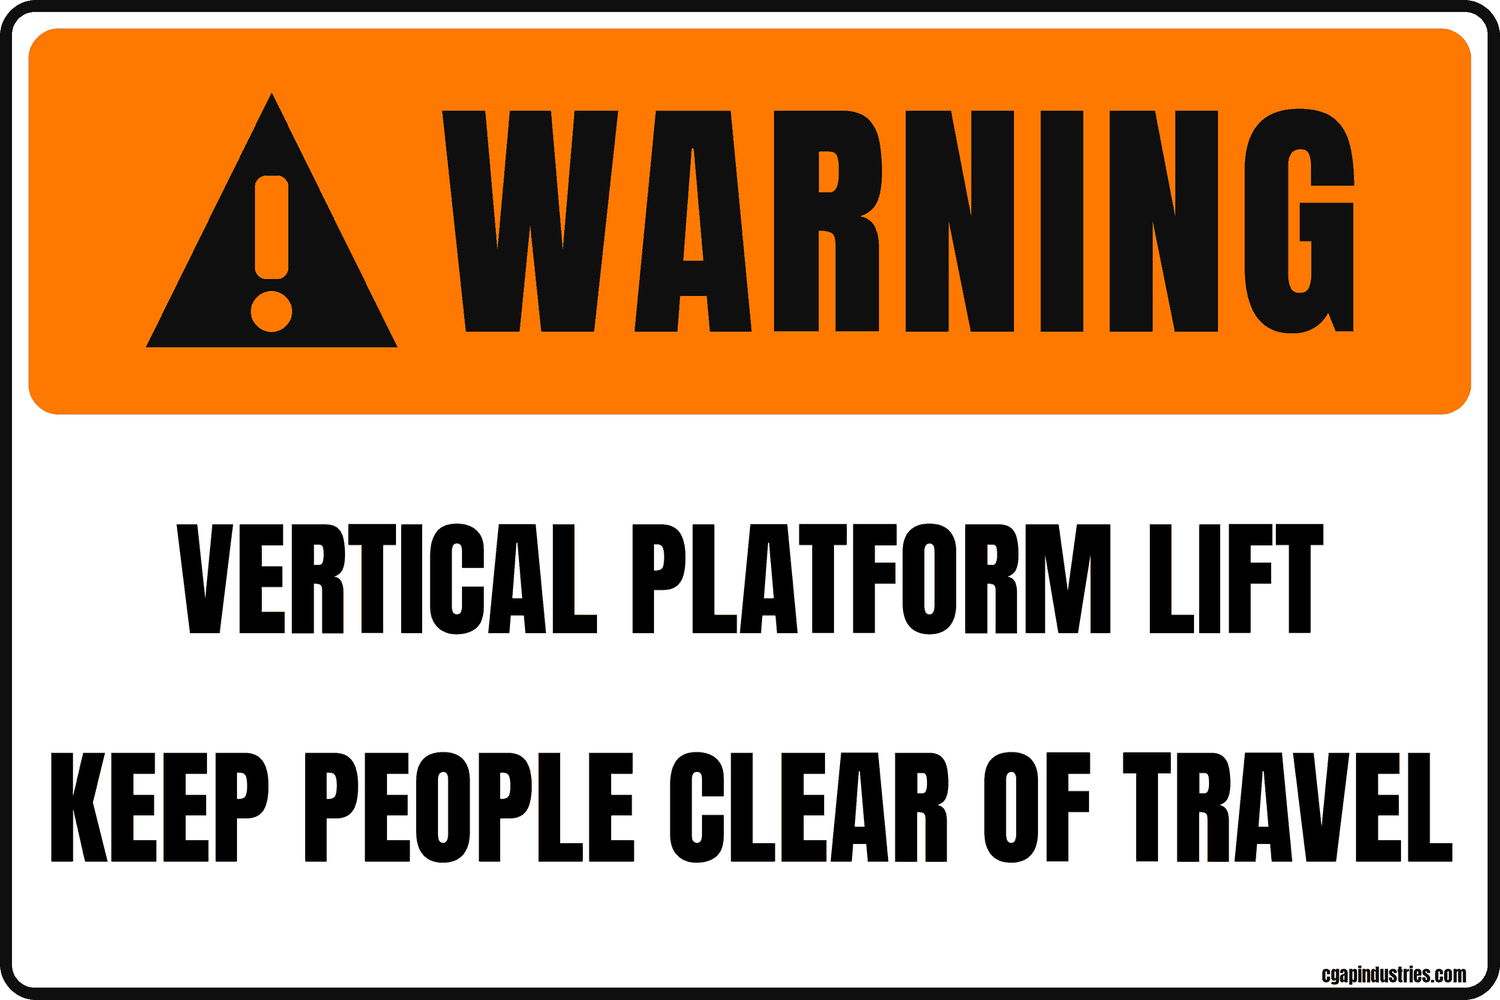 WARNING
VERTICAL PLATFORM LIFT
KEEP PEOPLE CLEAR OF TRAVEL
cgapindustries.com